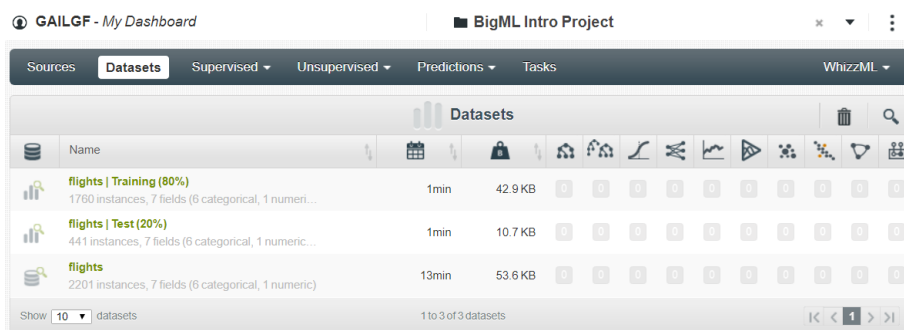 GAILGF - My Dashboard BigML Intro Project × 
Sources Datasets Supervised Unsupervised Predictions Tasks WhizzML
Datasets
Name
flights | Training (80%)
1760 instances, 7 fields (6 categorical, 1 numeri... 1min 42.9 KB 0 0 0 0 0 0 0 0 0 0
flights | Test (20%)
441 instances, 7 fields (6 categorical, 1 numeric... 1min 10.7 KB 0 0 0 0 0 0 0 0 0 0
flights
2201 instances, 7 fields (6 categorical, 1 numeric) 13min 53.6 KB 0 0 0 0 0 0 0 0 0 0
Show 10 datasets 1 to 3 of 3 datasets 1